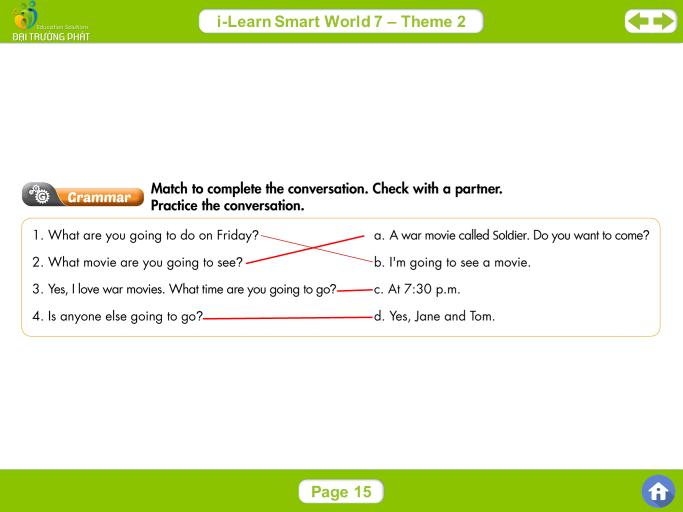 Education Solutions
ĐẠI TRƯỜNG PHÁT
i-Learn Smart World 7 – Theme 2
Grammar
Match to complete the conversation. Check with a partner.
Practice the conversation.
1. What are you going to do on Friday?
a. A war movie called Soldier. Do you want to come?
2. What movie are you going to see?
b. I'm going to see a movie.
3. Yes, I love war movies. What time are you going to go?
c. At 7:30 p.m.
4. Is anyone else going to go?
d. Yes, Jane and Tom.
Page 15